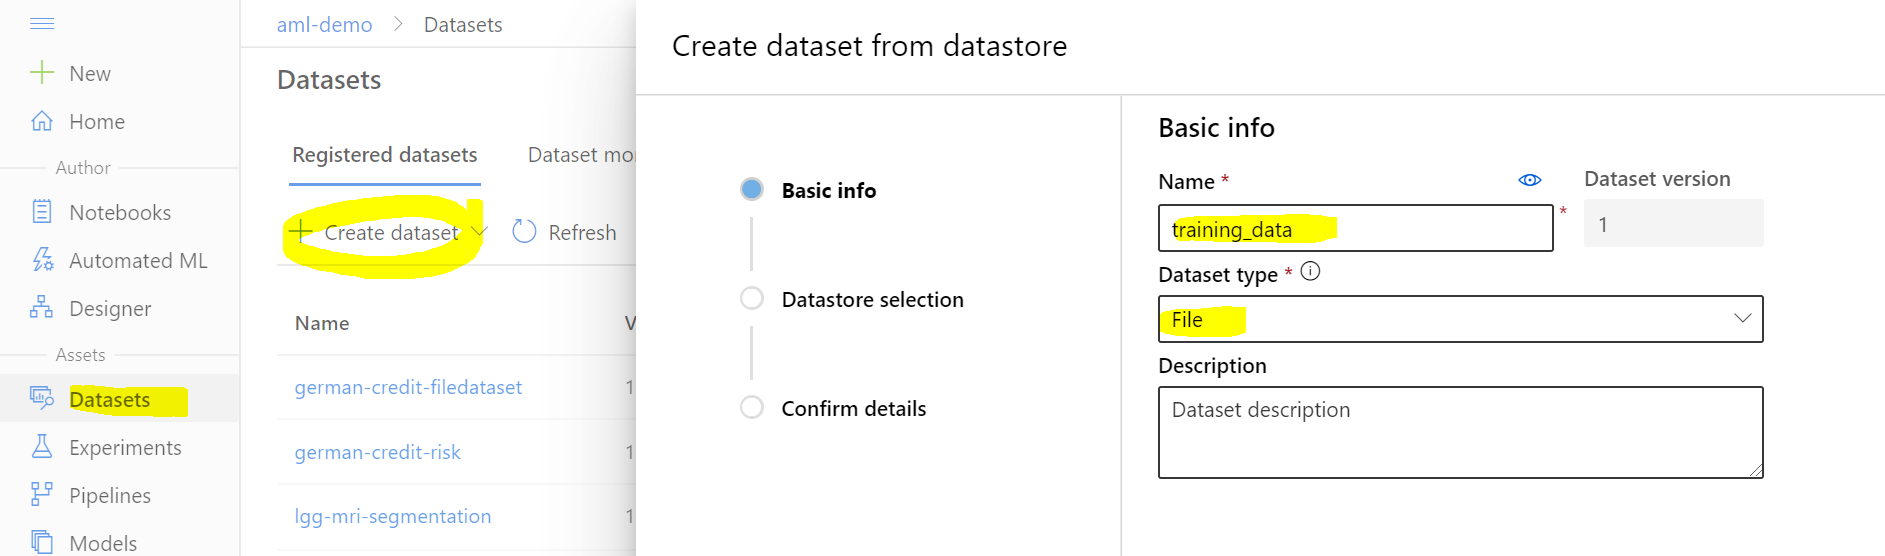 New
Home
Author
Notebooks
Automated ML
Designer
Assets
Datasets
Experiments
Pipelines
Models
aml-demo > Datasets
Datasets
Registered datasets
Create dataset
Refresh
Name
german-credit-filedataset 1
german-credit-risk 1
lgg-mri-segmentation 1
Create dataset from datastore
Basic info
Datastore selection
Confirm details
Basic info
Name *
Dataset version
training_data *
1
Dataset type *
File
Description
Dataset description